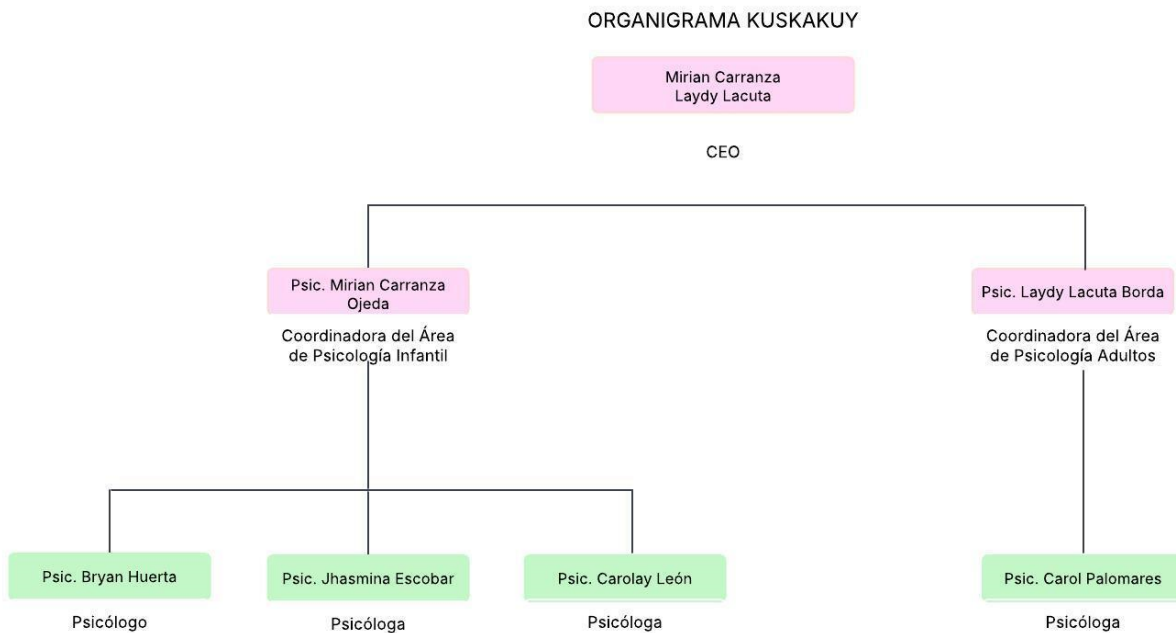 ORGANIGRAMA KUSKAKUY
Mirian Carranza
Laydy Lacuta
CEO
Psic. Mirian Carranza
Ojeda
Coordinadora del Área
de Psicología Infantil
Psic. Laydy Lacuta Borda
Coordinadora del Área
de Psicología Adultos
Psic. Bryan Huerta
Psicólogo
Psic. Jhasmina Escobar
Psicóloga
Psic. Carolay León
Psicóloga
Psic. Carol Palomares
Psicóloga